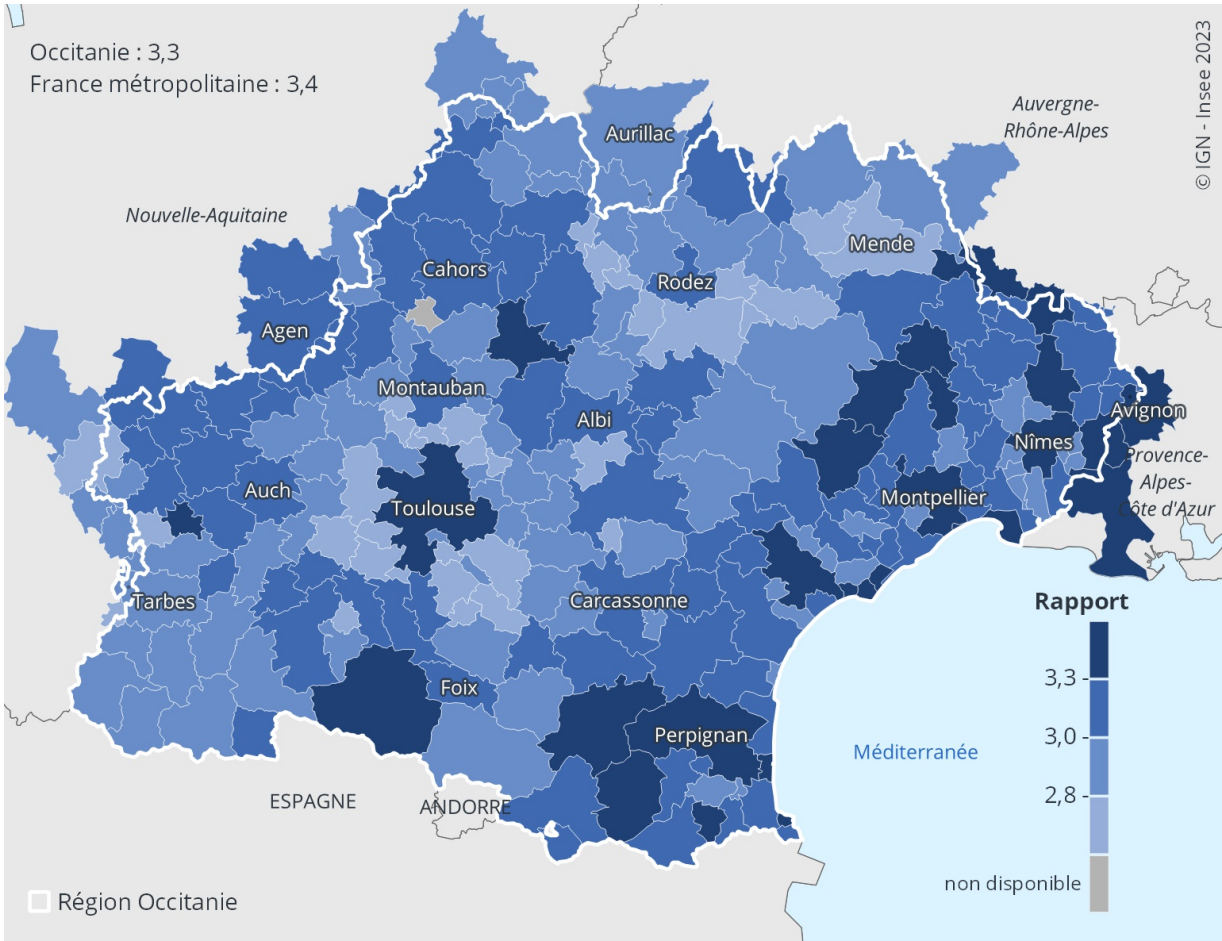 Occitanie : 3,3
France métropolitaine : 3,4
© IGN - Insee 2023
Auvergne-
Rhône-Alpes
Aurillac
Nouvelle-Aquitaine
Mende
Cahors
Rodez
Agen
Montauban
Albi
Avignon
Nîmes
Provence-
Alpes-
Côte d'Azur
Auch
Montpellier
Toulouse
Tarbes
Carcassonne
Rapport
3,3
3,0
2,8
non disponible
Foix
Perpignan
Méditerranée
ESPAGNE
ANDORRE
Région Occitanie